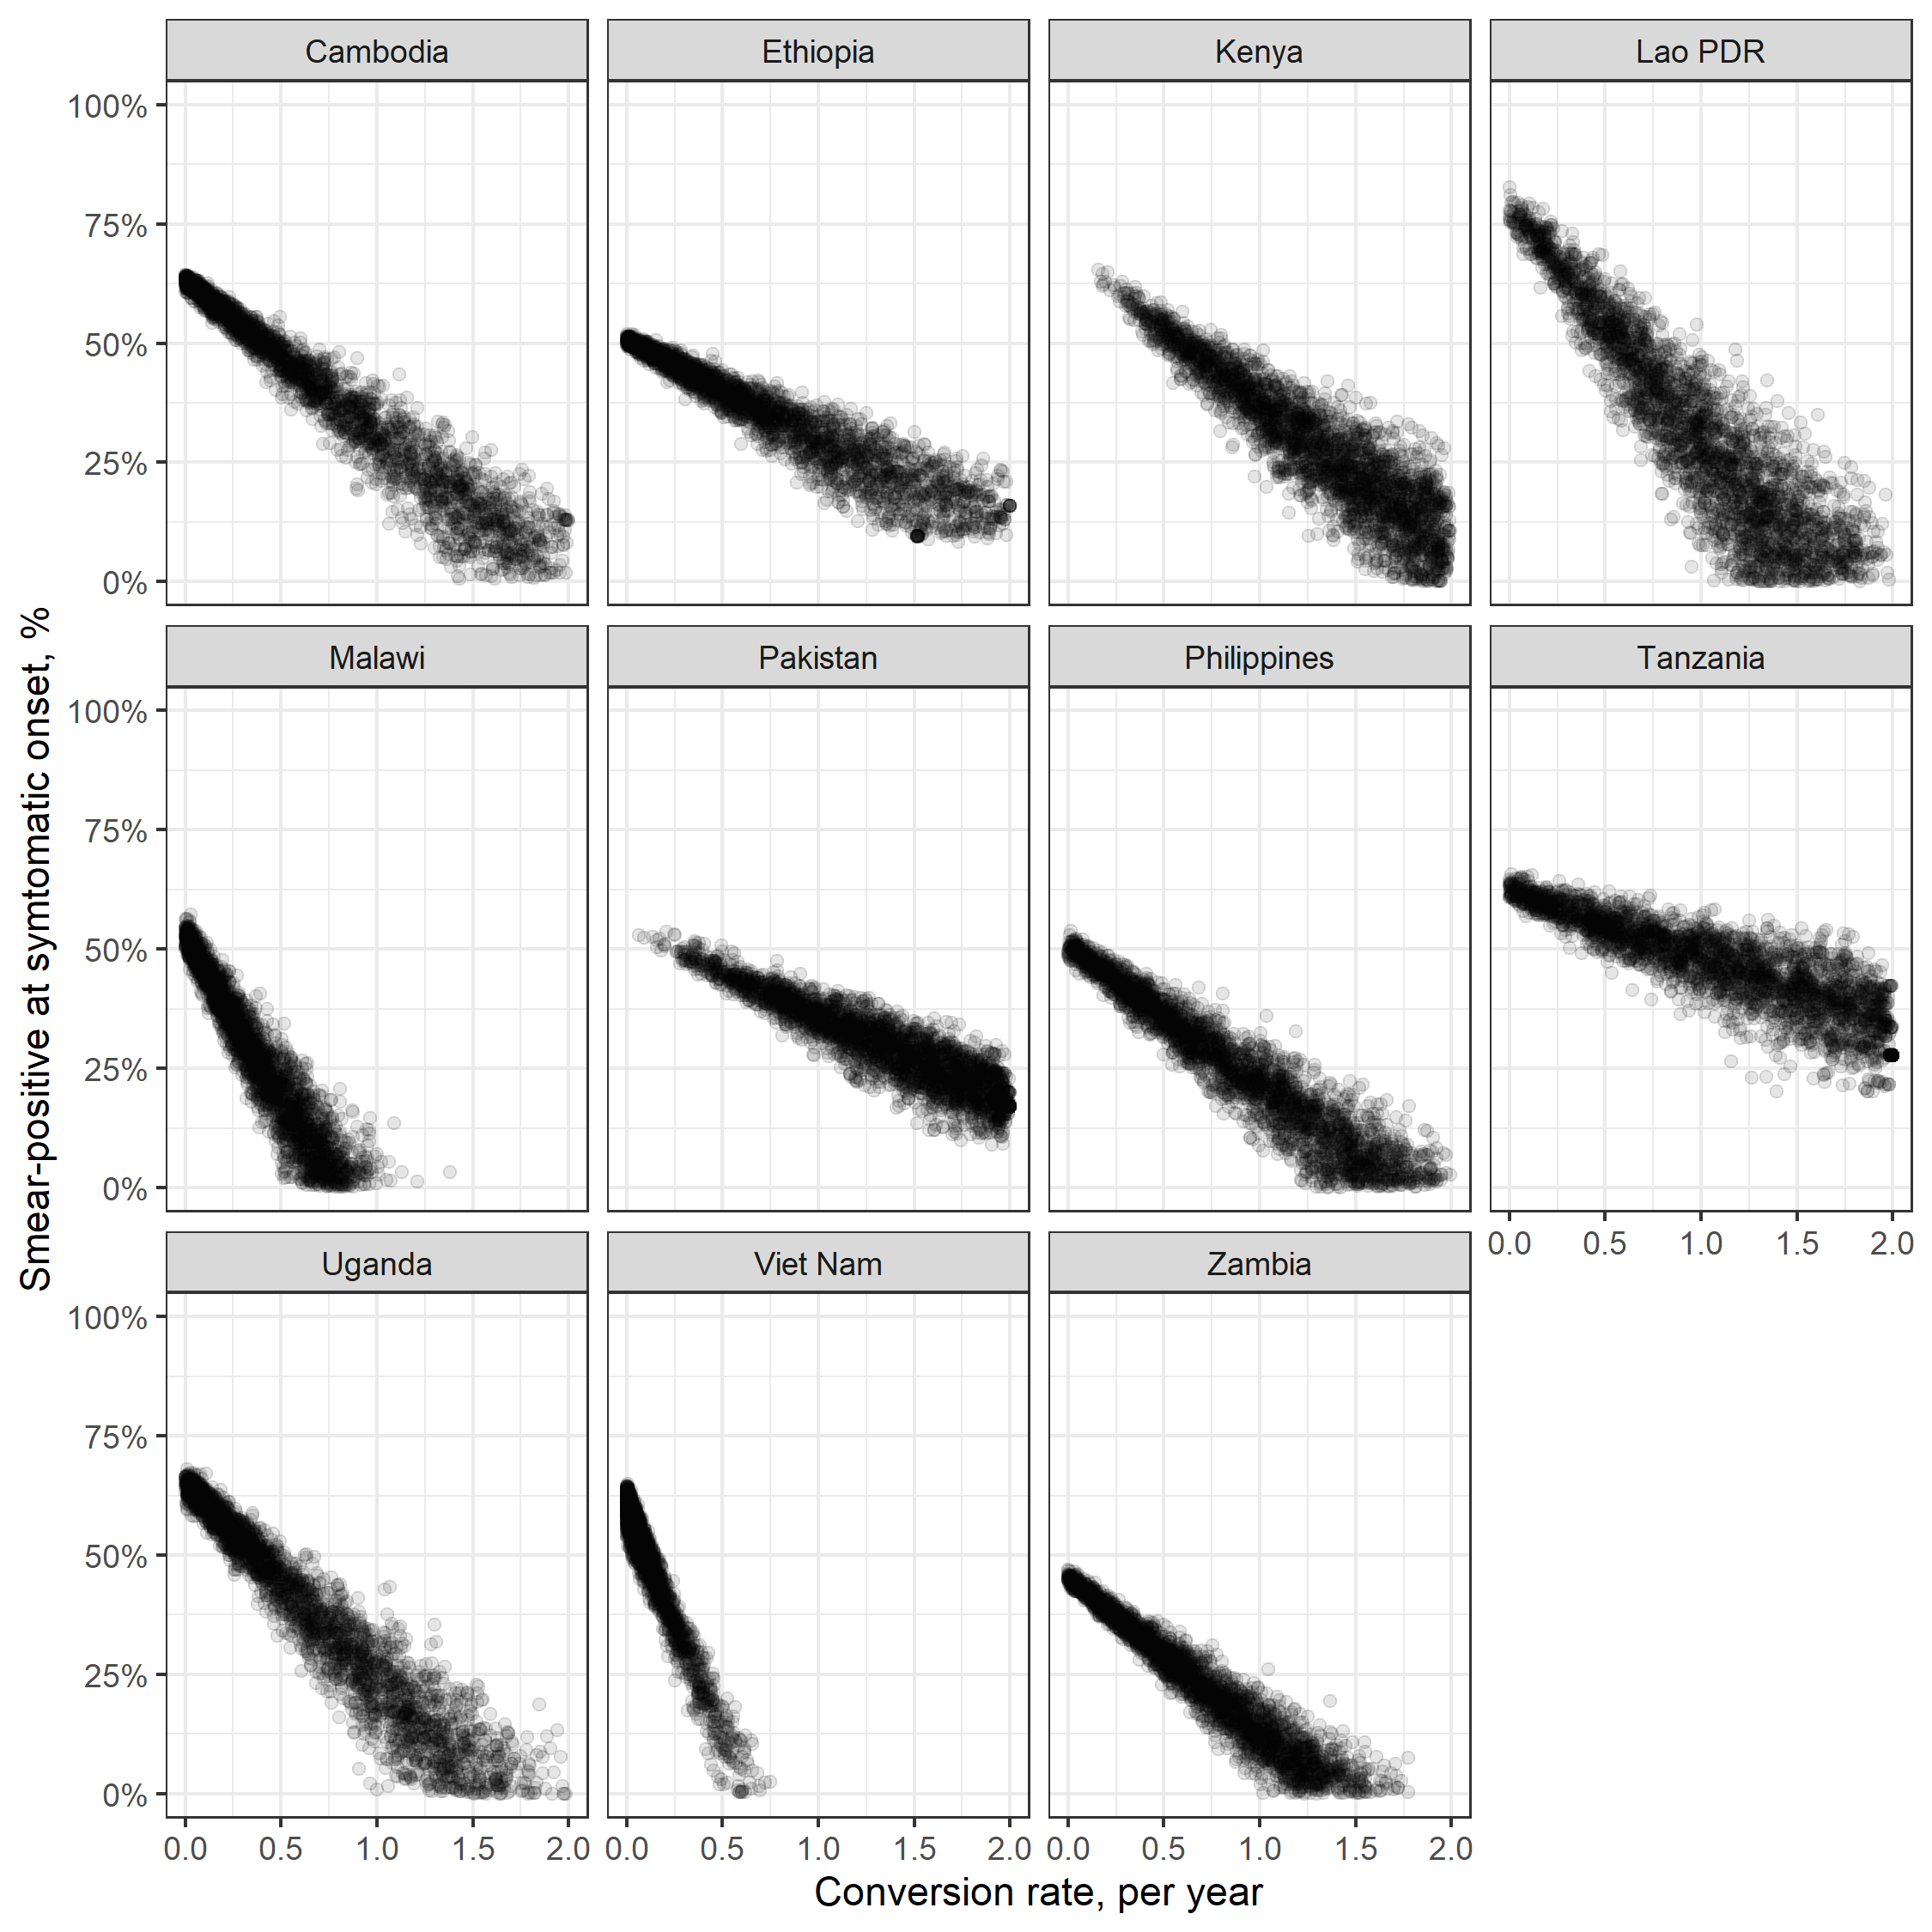 Cambodia Ethiopia Kenya Lao PDR
100%
75%
50%
25%
0%
Malawi Pakistan Philippines Tanzania
100%
75%
50%
25%
0%
0.0 0.5 1.0 1.5 2.0
Uganda Viet Nam Zambia
100%
75%
50%
25%
0%
0.0 0.5 1.0 1.5 2.0 0.0 0.5 1.0 1.5 2.0 0.0 0.5 1.0 1.5 2.0
Conversion rate, per year
Smear-positive at symtomatic onset, %